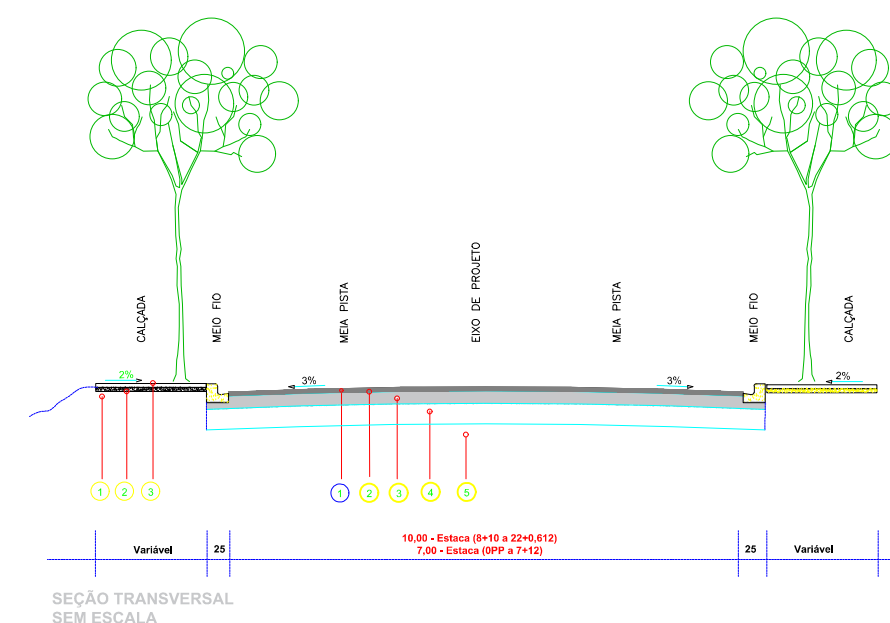 CALÇADA
MEIO FIO
MEIA PISTA
EIXO DE PROJETO
MEIA PISTA
MEIO FIO
CALÇADA
2%
3%
3%
2%
1
2
3
1
2
3
4
5
Variável
25
10,00 - Estaca (8+10 a 22+0,612)
7,00 - Estaca (0PP a 7+12)
25
Variável
SEÇÃO TRANSVERSAL
SEM ESCALA